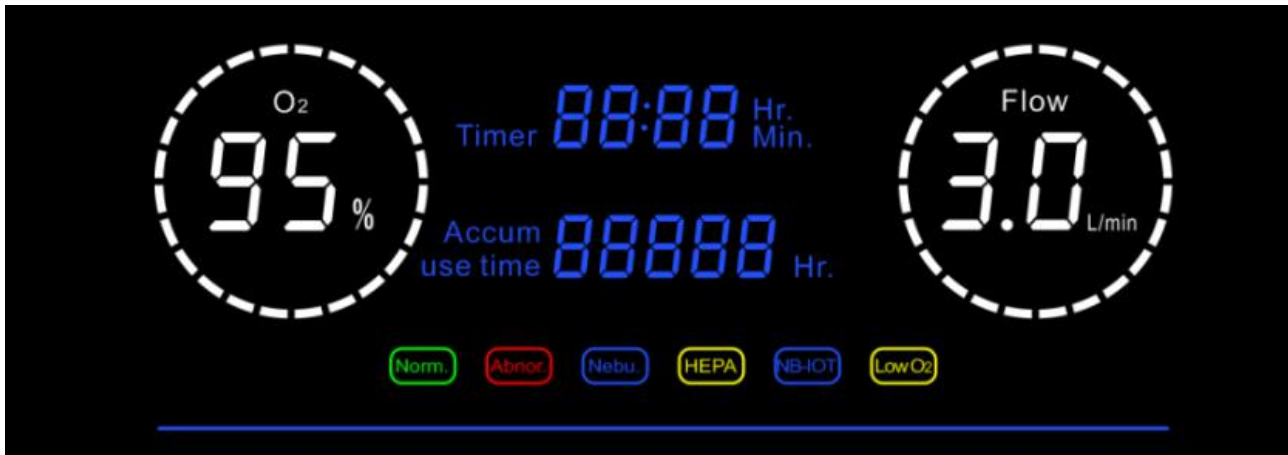 O2
95 %
Timer 88:88 Hr. Min.
Accum use time 88888 Hr.
Flow
3.0 L/min
Norm. Abnor. Nebu. HEPA NB-IOT Low O2